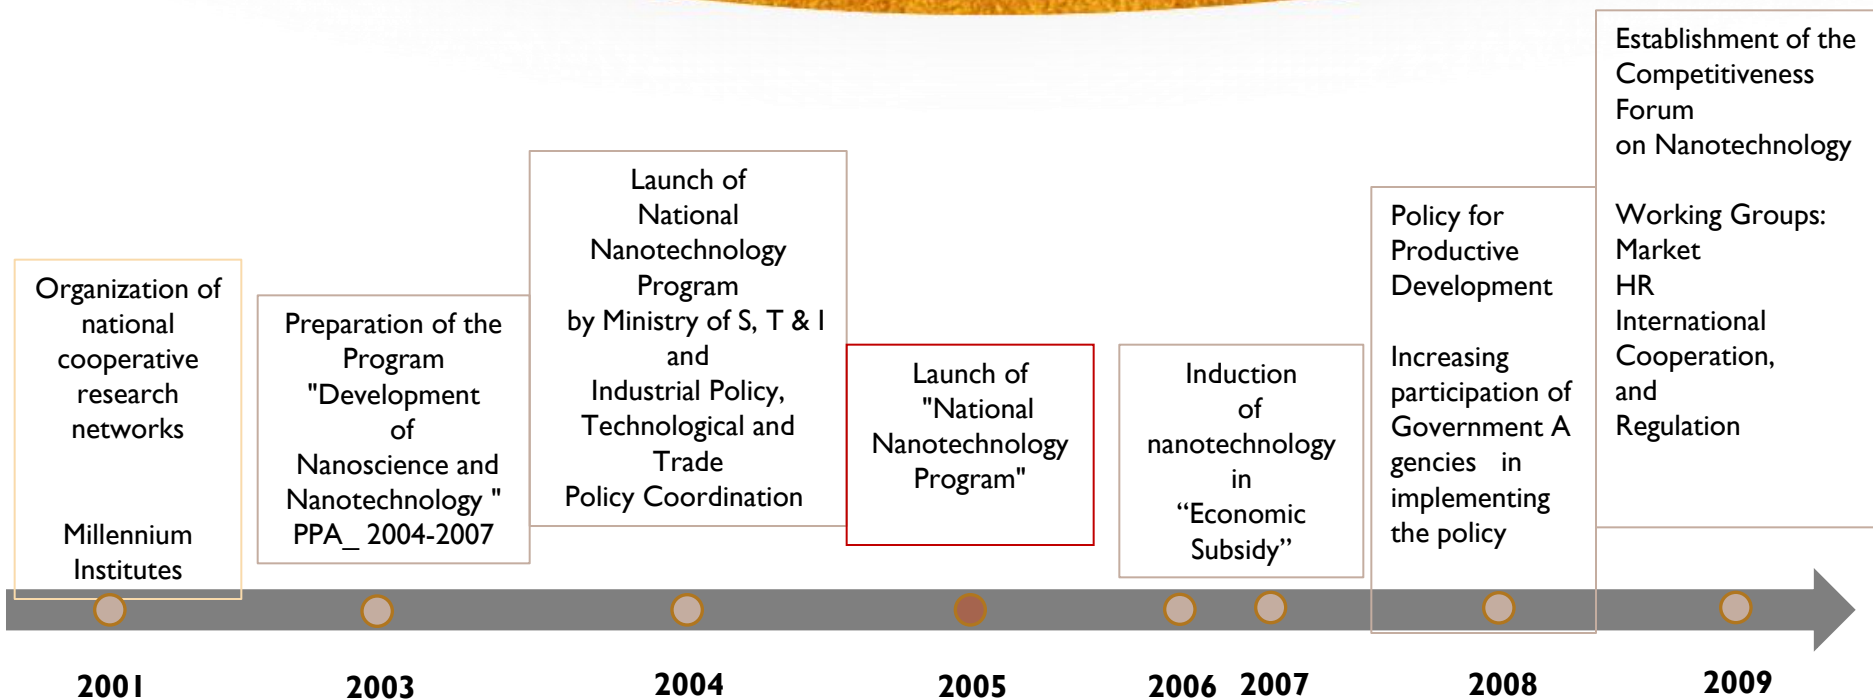 Organization of
national
cooperative
research
networks
Millennium
Institutes
Preparation of the
Program
"Development
of
Nanoscience and
Nanotechnology "
PPA_ 2004-2007
Launch of
National
Nanotechnology
Program
by Ministry of S, T & I
and
Industrial Policy,
Technological and
Trade
Policy Coordination
Launch of
"National
Nanotechnology
Program"
Induction
of
nanotechnology
in
“Economic
Subsidy”
Policy for
Productive
Development
Increasing
participation of
Government A
gencies in
implementing
the policy
Establishment of the
Competitiveness
Forum
on Nanotechnology
Working Groups:
Market
HR
International
Cooperation,
and
Regulation
2001 2003 2004 2005 2006 2007 2008 2009